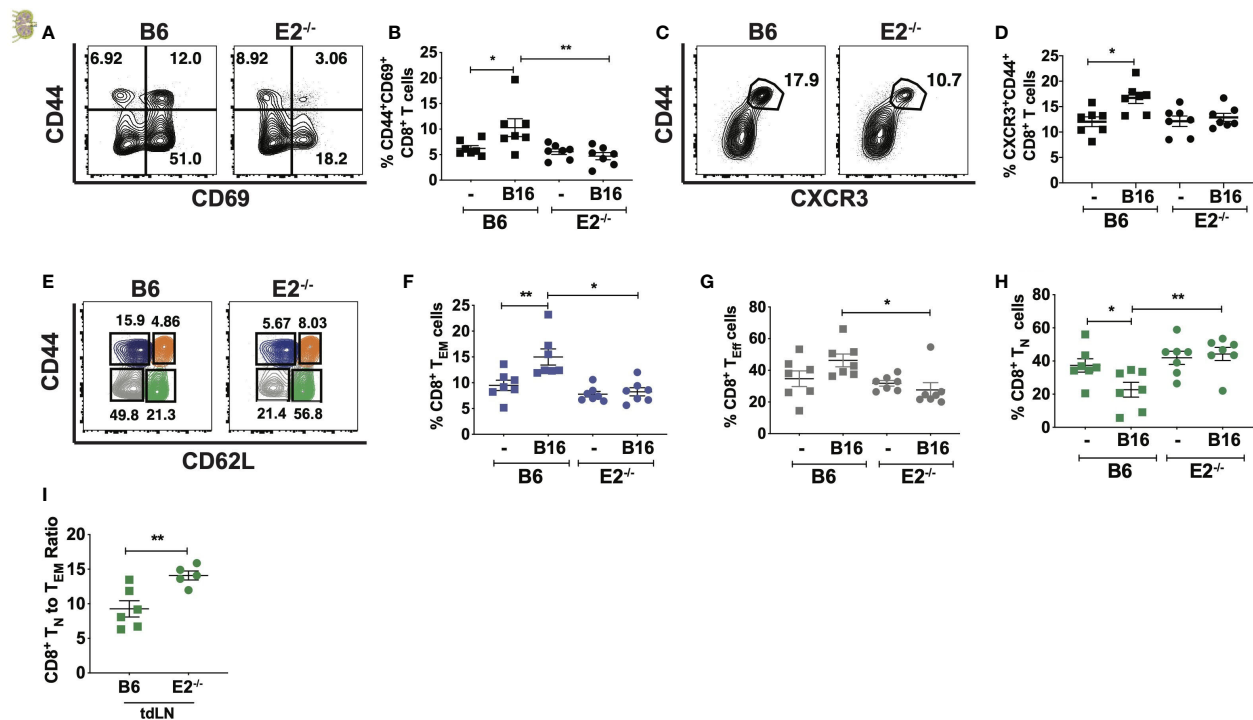 A
B6
E2-/-
6.92
12.0
8.92
3.06
51.0
18.2
CD44
CD69
B
% CD44+CD69+
CD8+ T cells
25
20
15
10
5
0
*
**
- B16 - B16
B6 E2-/-
C
B6
E2-/-
17.9
10.7
CD44
CXCR3
D
% CXCR3+CD44+
CD8+ T cells
25
20
15
10
5
0
*
- B16 - B16
B6 E2-/-
E
B6
E2-/-
15.9 4.86
5.67 8.03
49.8 21.3
21.4 56.8
CD44
CD62L
F
% CD8+ TEM cells
25
20
15
10
5
0
**
*
- B16 - B16
B6 E2-/-
G
% CD8+ TEff cells
80
60
40
20
0
*
- B16 - B16
B6 E2-/-
H
% CD8+ TN cells
80
60
40
20
0
*
**
- B16 - B16
B6 E2-/-
I
CD8+ TN to TEM Ratio
20
15
10
5
0
**
B6 E2-/-
tdLN